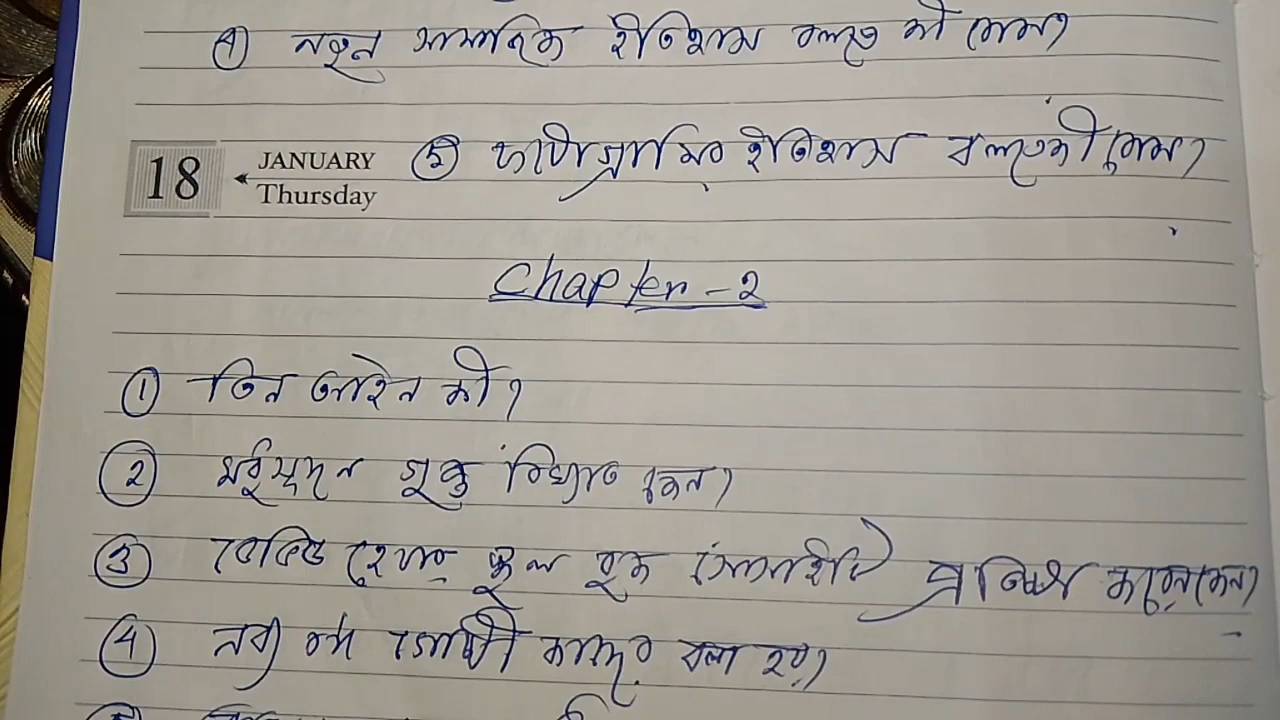 ④ নতুন সামাজিক ইতিহাস বলতে কী বোঝ?
18 JANUARY Thursday ⑤ ইতিহাস বলতে কী বোঝ?
Chapter - 2
① তিন আইন কী?
② মধুসূদন গুপ্ত বিখ্যাত কেন?
③ ডেভিড হেয়ার স্কুল বুক সোসাইটি প্রতিষ্ঠা করেন কেন?
④ নব্য বঙ্গ গোষ্ঠী কাদের বলা হয়?